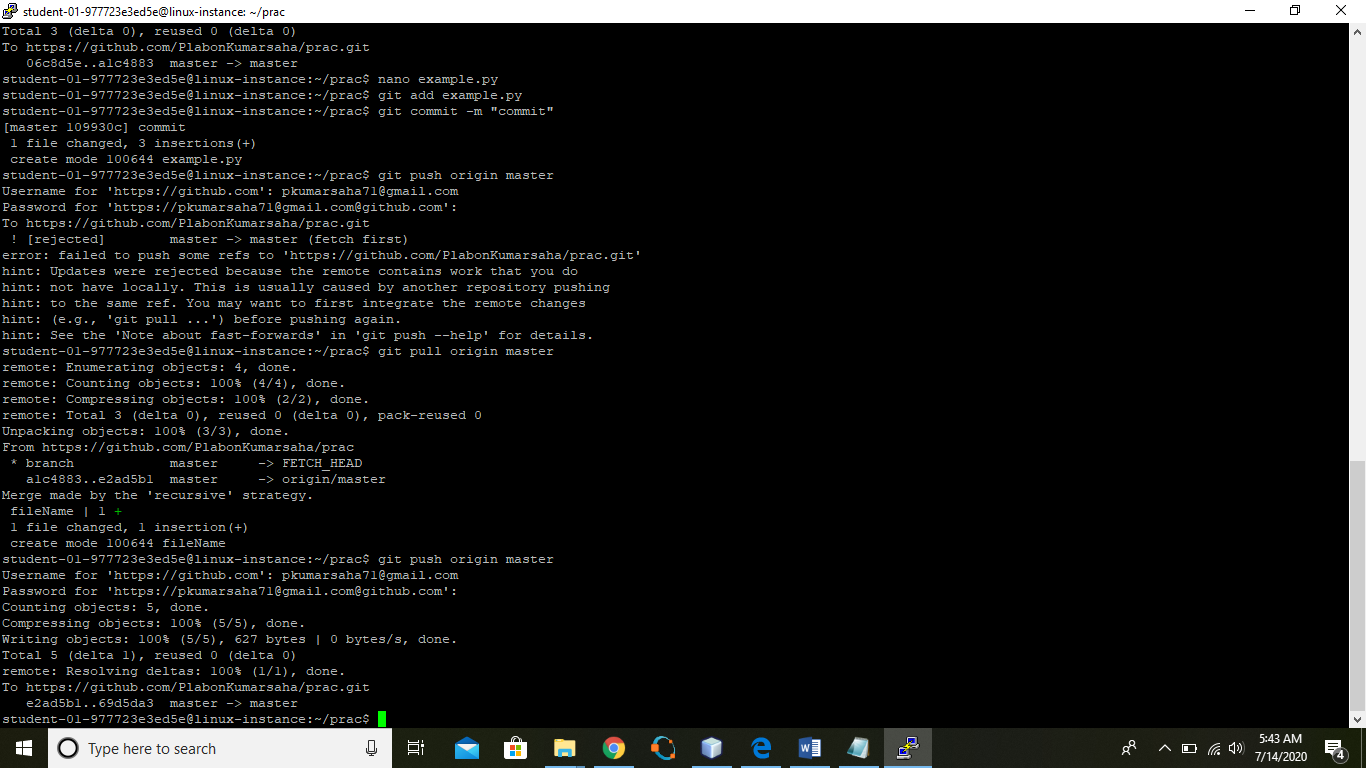 student-01-977723e3ed5e@linux-instance: ~/prac
Total 3 (delta 0), reused 0 (delta 0)
To https://github.com/PlabonKumarsaha/prac.git
   06c8d5e..a1c4883  master -> master
student-01-977723e3ed5e@linux-instance:~/prac$ nano example.py
student-01-977723e3ed5e@linux-instance:~/prac$ git add example.py
student-01-977723e3ed5e@linux-instance:~/prac$ git commit -m "commit"
[master 109930c] commit
 1 file changed, 3 insertions(+)
 create mode 100644 example.py
student-01-977723e3ed5e@linux-instance:~/prac$ git push origin master
Username for 'https://github.com': pkumarsaha71@gmail.com
Password for 'https://pkumarsaha71@gmail.com@github.com':
To https://github.com/PlabonKumarsaha/prac.git
 ! [rejected]        master -> master (fetch first)
error: failed to push some refs to 'https://github.com/PlabonKumarsaha/prac.git'
hint: Updates were rejected because the remote contains work that you do
hint: not have locally. This is usually caused by another repository pushing
hint: to the same ref. You may want to first integrate the remote changes
hint: (e.g., 'git pull ...') before pushing again.
hint: See the 'Note about fast-forwards' in 'git push --help' for details.
student-01-977723e3ed5e@linux-instance:~/prac$ git pull origin master
remote: Enumerating objects: 4, done.
remote: Counting objects: 100% (4/4), done.
remote: Compressing objects: 100% (2/2), done.
remote: Total 3 (delta 0), reused 0 (delta 0), pack-reused 0
Unpacking objects: 100% (3/3), done.
From https://github.com/PlabonKumarsaha/prac
 * branch            master     -> FETCH_HEAD
   a1c4883..e2ad5b1  master     -> origin/master
Merge made by the 'recursive' strategy.
 fileName | 1 +
 1 file changed, 1 insertion(+)
 create mode 100644 fileName
student-01-977723e3ed5e@linux-instance:~/prac$ git push origin master
Username for 'https://github.com': pkumarsaha71@gmail.com
Password for 'https://pkumarsaha71@gmail.com@github.com':
Counting objects: 5, done.
Compressing objects: 100% (5/5), done.
Writing objects: 100% (5/5), 627 bytes | 0 bytes/s, done.
Total 5 (delta 1), reused 0 (delta 0)
remote: Resolving deltas: 100% (1/1), done.
To https://github.com/PlabonKumarsaha/prac.git
   e2ad5b1..69d5da3  master -> master
student-01-977723e3ed5e@linux-instance:~/prac$
Type here to search
5:43 AM
7/14/2020
4